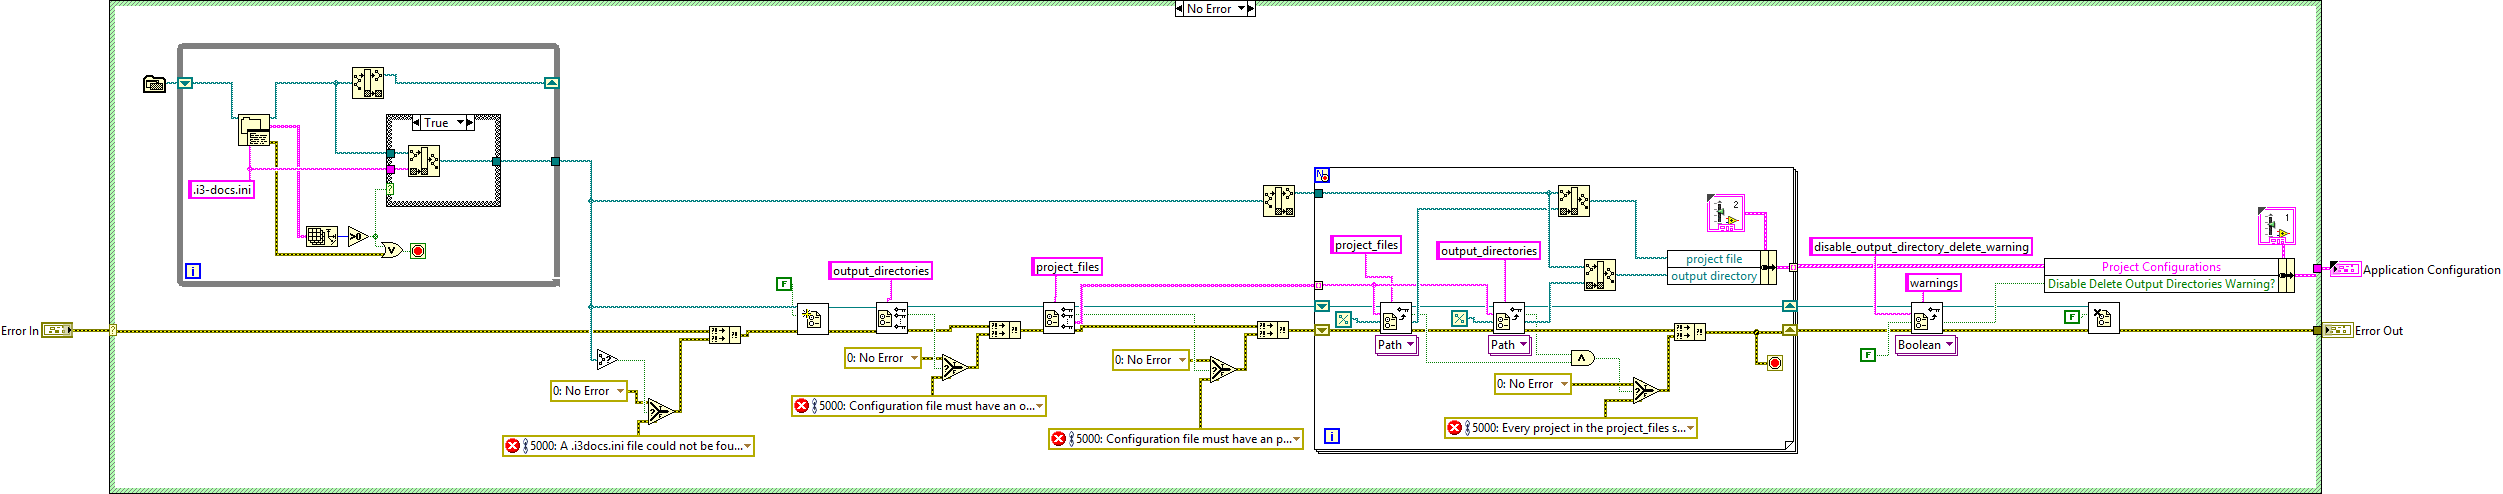 No Error
True
.i3-docs.ini
>0
V
i
?
Error In
?
0: No Error
5000: A .i3docs.ini file could not be fou...
F
output_directories
0: No Error
5000: Configuration file must have an o...
project_files
0: No Error
5000: Configuration file must have an p...
N
project_files
Path
output_directories
Path
2
project file
output directory
0: No Error
5000: Every project in the project_files s...
i
disable_output_directory_delete_warning
warnings
F
Boolean
1
Project Configurations
Disable Delete Output Directories Warning?
F
Application Configuration
Error Out